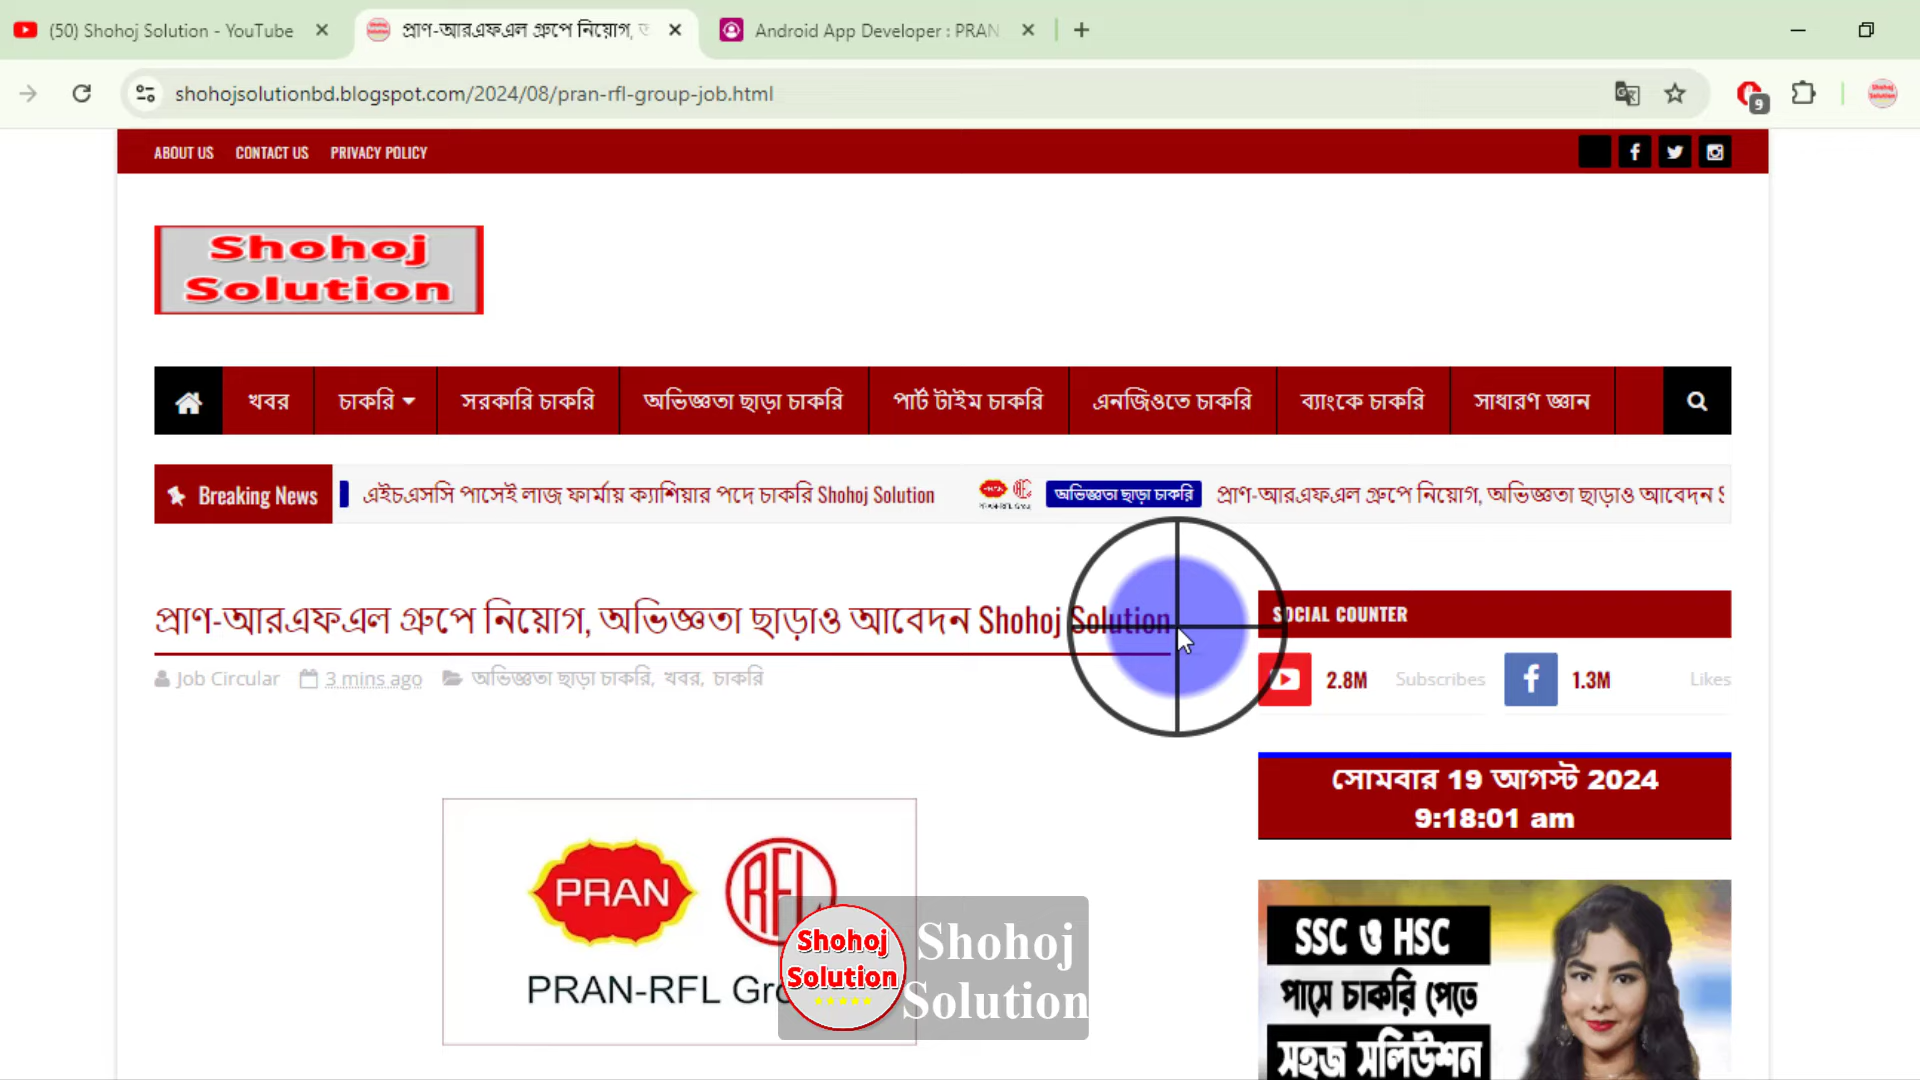 (50) Shohoj Solution - YouTube
প্রাণ-আরএফএল গ্রুপে নিয়োগ, অ
Android App Developer : PRAN
shohojsolutionbd.blogspot.com/2024/08/pran-rfl-group-job.html
9
Shohoj
Solution
ABOUT US CONTACT US PRIVACY POLICY
Shohoj
Solution
খবর চাকরি সরকারি চাকরি অভিজ্ঞতা ছাড়া চাকরি পার্ট টাইম চাকরি এনজিওতে চাকরি ব্যাংকে চাকরি সাধারণ জ্ঞান
Breaking News এইচএসসি পাসেই লাজ ফার্মায় ক্যাশিয়ার পদে চাকরি Shohoj Solution অভিজ্ঞতা ছাড়া চাকরি প্রাণ-আরএফএল গ্রুপে নিয়োগ, অভিজ্ঞতা ছাড়াও আবেদন S
প্রাণ-আরএফএল গ্রুপে নিয়োগ, অভিজ্ঞতা ছাড়াও আবেদন Shohoj Solution
Job Circular 3 mins ago অভিজ্ঞতা ছাড়া চাকরি, খবর, চাকরি
SOCIAL COUNTER
2.8M Subscribes 1.3M Likes
সোমবার 19 আগস্ট 2024
9:18:01 am
PRAN RFL
PRAN-RFL Gro
Shohoj
Solution
Shohoj
Solution
SSC ও HSC
পাসে চাকরি পেতে
সহজ সলিউশন